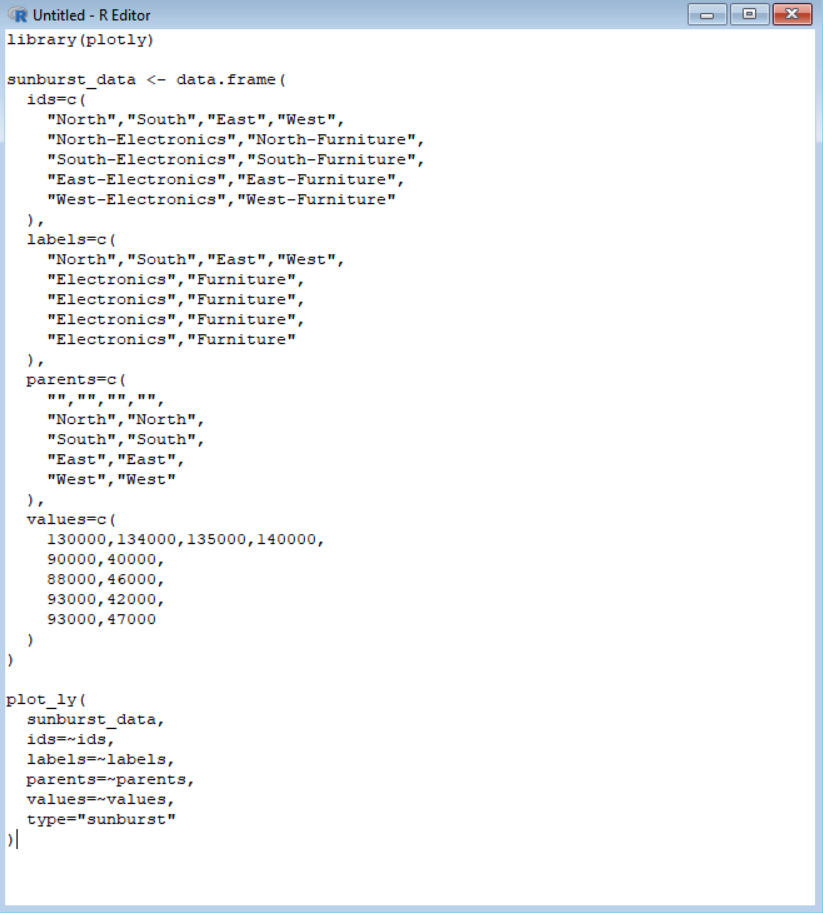 Untitled - R Editor
library(plotly)
sunburst_data <- data.frame(
  ids=c(
    "North","South","East","West",
    "North-Electronics","North-Furniture",
    "South-Electronics","South-Furniture",
    "East-Electronics","East-Furniture",
    "West-Electronics","West-Furniture"
  ),
  labels=c(
    "North","South","East","West",
    "Electronics","Furniture",
    "Electronics","Furniture",
    "Electronics","Furniture",
    "Electronics","Furniture"
  ),
  parents=c(
    "","","","",
    "North","North",
    "South","South",
    "East","East",
    "West","West"
  ),
  values=c(
    130000,134000,135000,140000,
    90000,40000,
    88000,46000,
    93000,42000,
    93000,47000
  )
)
plot_ly(
  sunburst_data,
  ids=~ids,
  labels=~labels,
  parents=~parents,
  values=~values,
  type="sunburst"
)